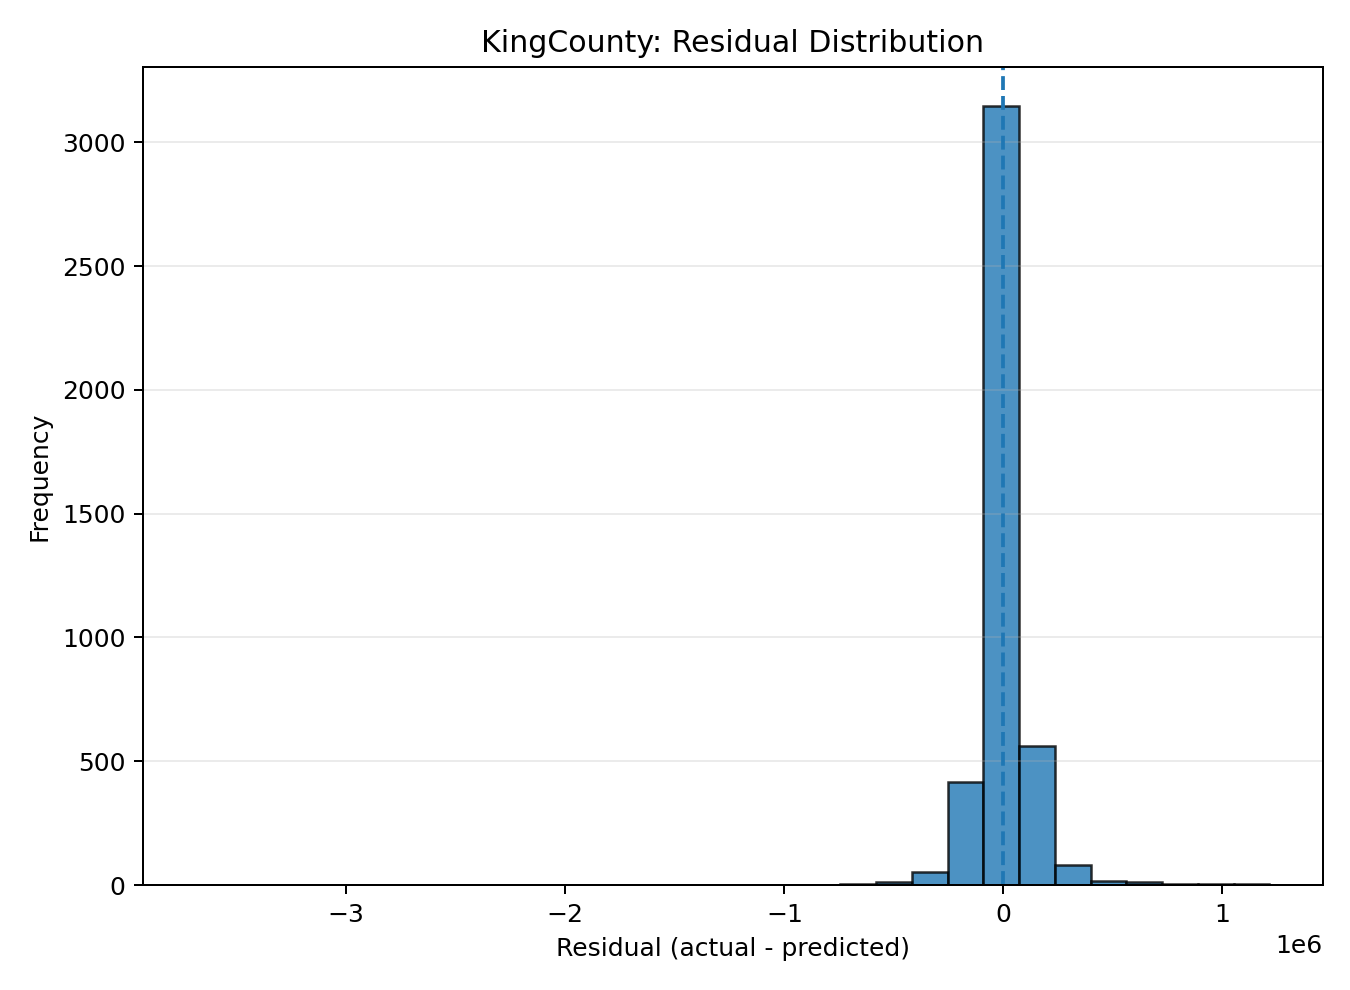 KingCounty: Residual Distribution
3000
2500
2000
1500
1000
500
0
Frequency
−3 −2 −1 0 1
1e6
Residual (actual - predicted)